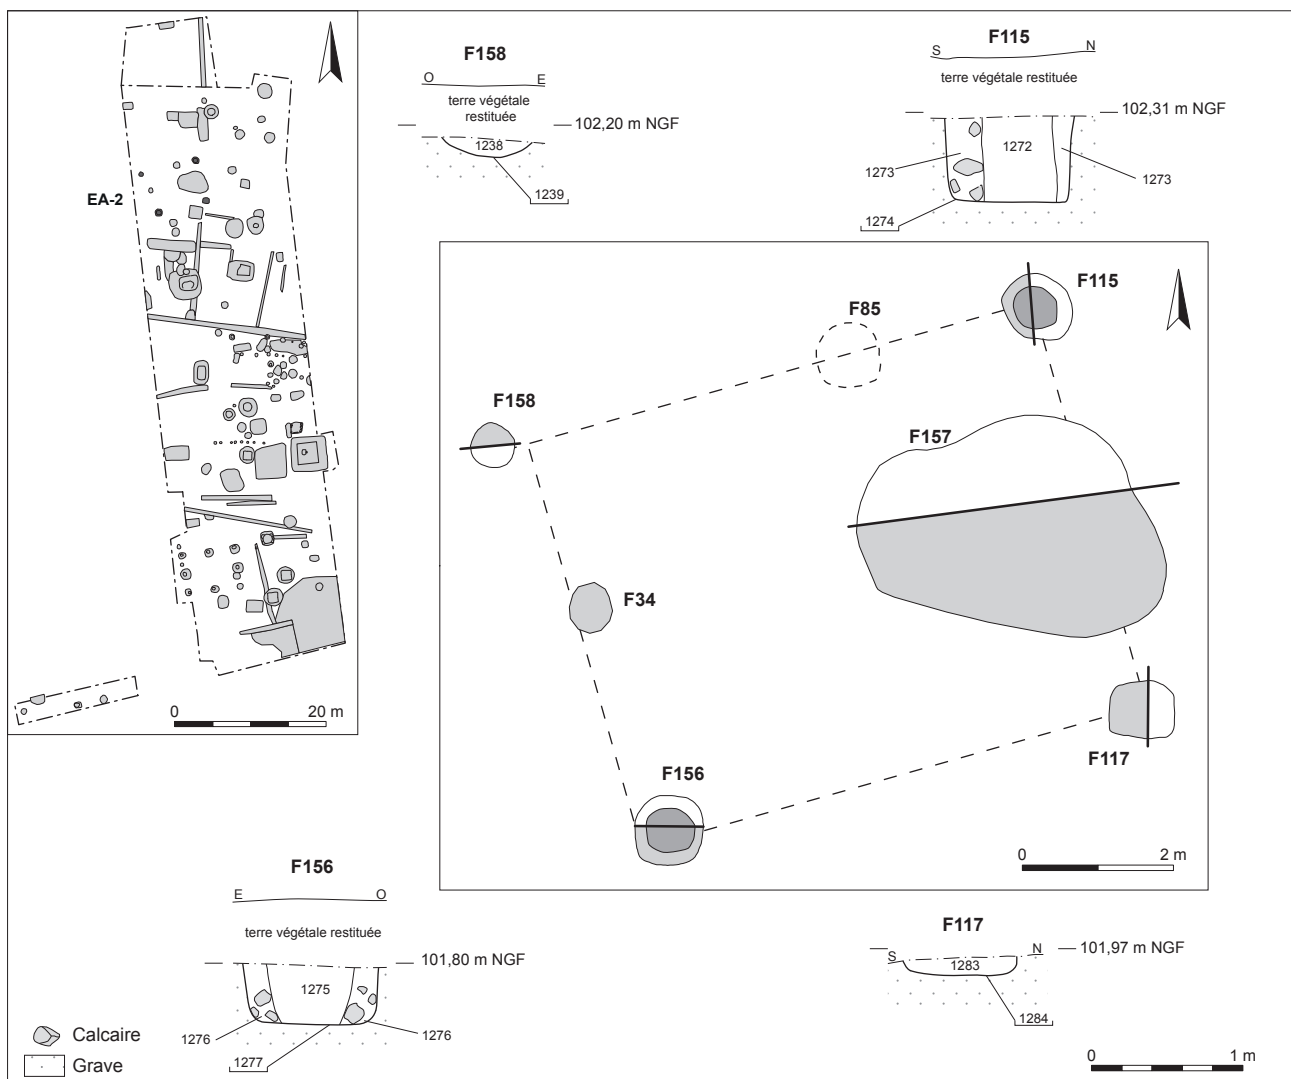 EA-2
0 20 m
F158
O E
terre végétale
restituée
102,20 m NGF
1238
1239
F115
S N
terre végétale restituée
102,31 m NGF
1272
1273
1273
1274
F115
F85
F158
F157
F34
F117
F156
0 2 m
F156
E O
terre végétale restituée
101,80 m NGF
1275
1276
1276
1277
F117
S N
101,97 m NGF
1283
1284
Calcaire
Grave
0 1 m